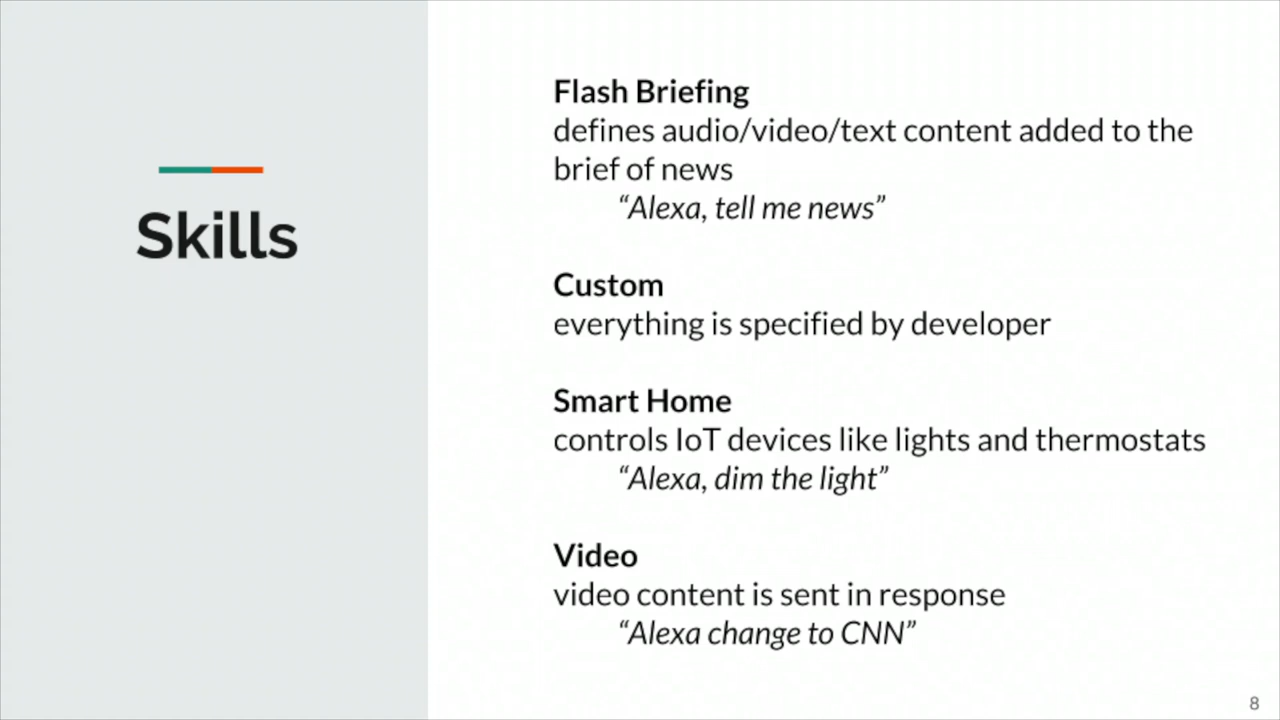 Skills
Flash Briefing
defines audio/video/text content added to the
brief of news
“Alexa, tell me news”
Custom
everything is specified by developer
Smart Home
controls IoT devices like lights and thermostats
“Alexa, dim the light”
Video
video content is sent in response
“Alexa change to CNN”
8